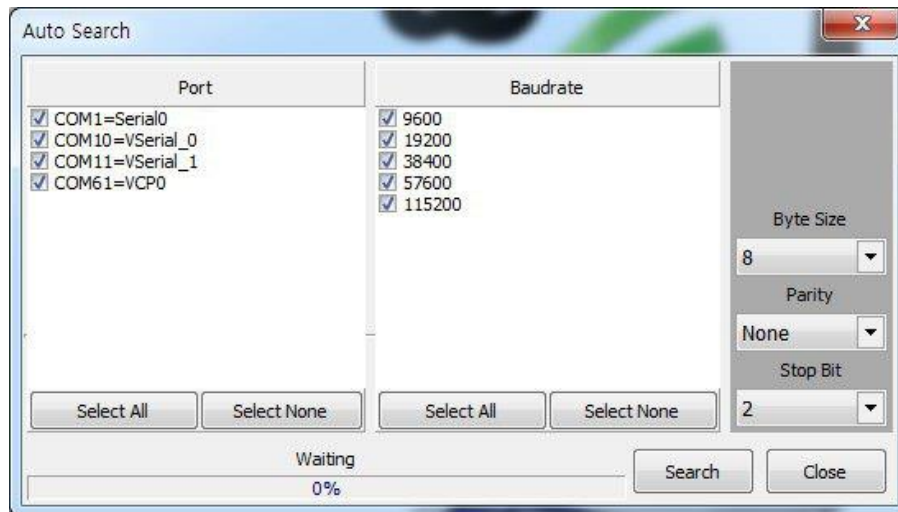 Auto Search
Port
COM1=Serial0
COM10=VSerial_0
COM11=VSerial_1
COM61=VCP0
Select All
Select None
Baudrate
9600
19200
38400
57600
115200
Select All
Select None
Byte Size
8
Parity
None
Stop Bit
2
Waiting
0%
Search
Close